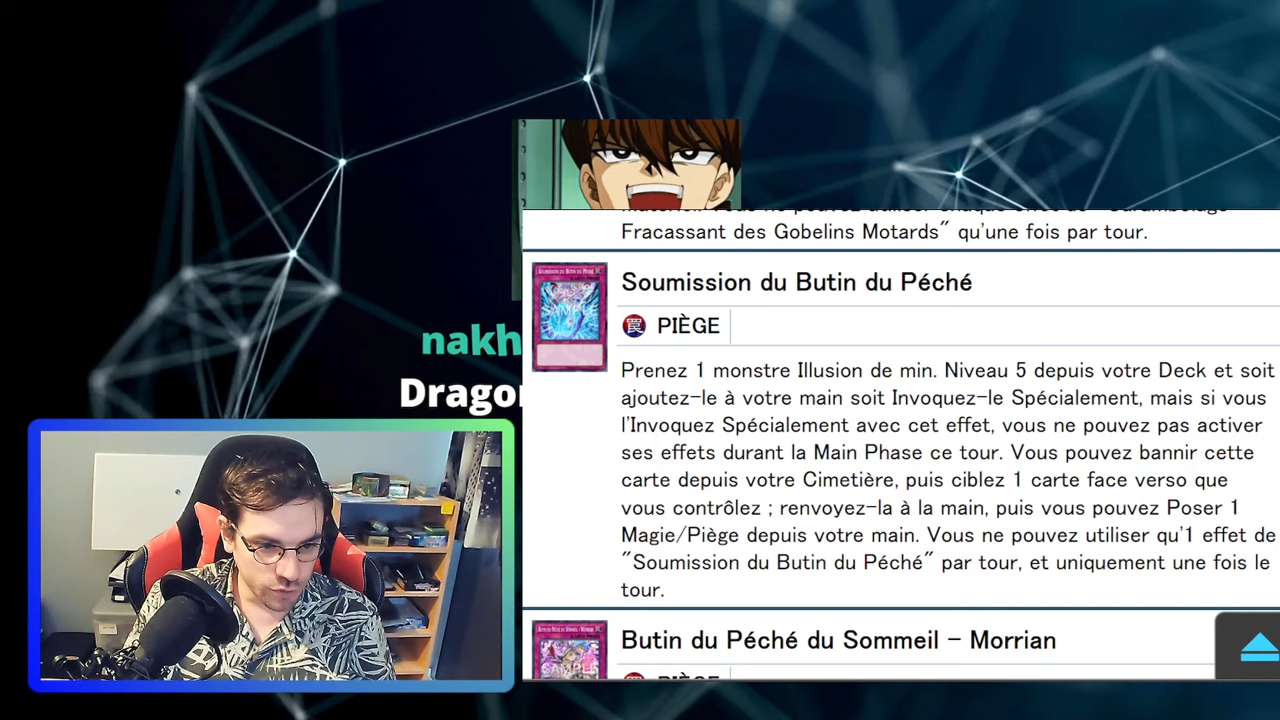 Fracassant des Gobelins Motards" qu'une fois par tour.
Soumission du Butin du Péché
罠 PIÈGE
Prenez 1 monstre Illusion de min. Niveau 5 depuis votre Deck et soit
ajoutez-le à votre main soit Invoquez-le Spécialement, mais si vous
l'Invoquez Spécialement avec cet effet, vous ne pouvez pas activer
ses effets durant la Main Phase ce tour. Vous pouvez bannir cette
carte depuis votre Cimetière, puis ciblez 1 carte face verso que
vous contrôlez ; renvoyez-la à la main, puis vous pouvez Poser 1
Magie/Piège depuis votre main. Vous ne pouvez utiliser qu'1 effet de
"Soumission du Butin du Péché" par tour, et uniquement une fois le
tour.
Butin du Péché du Sommeil - Morrian
nakh
Drago
SAMPLE
SAMPLE